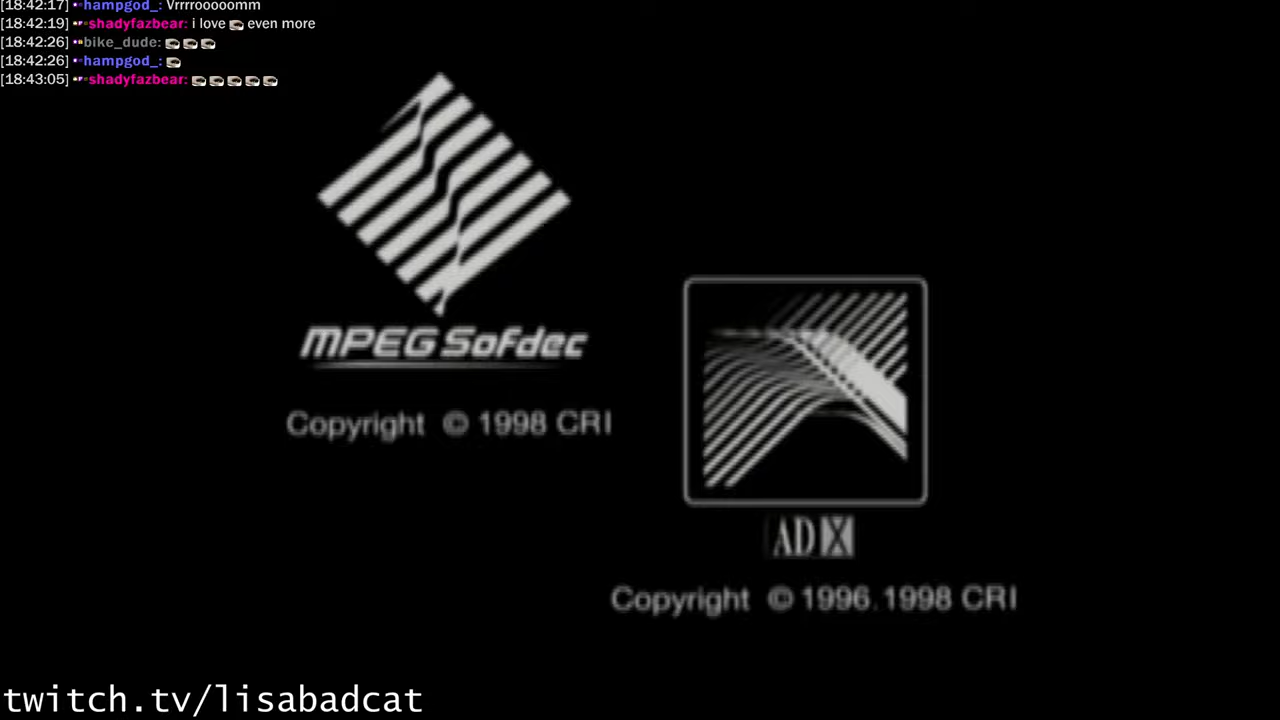 [18:42:17] hampgod_: Vrrrrooooomm
[18:42:19] shadyfazbear: i love even more
[18:42:26] bike_dude:
[18:42:26] hampgod_:
[18:43:05] shadyfazbear:
MPEG Sofdec
Copyright © 1998 CRI
ADX
Copyright © 1996.1998 CRI
twitch.tv/lisabadcat